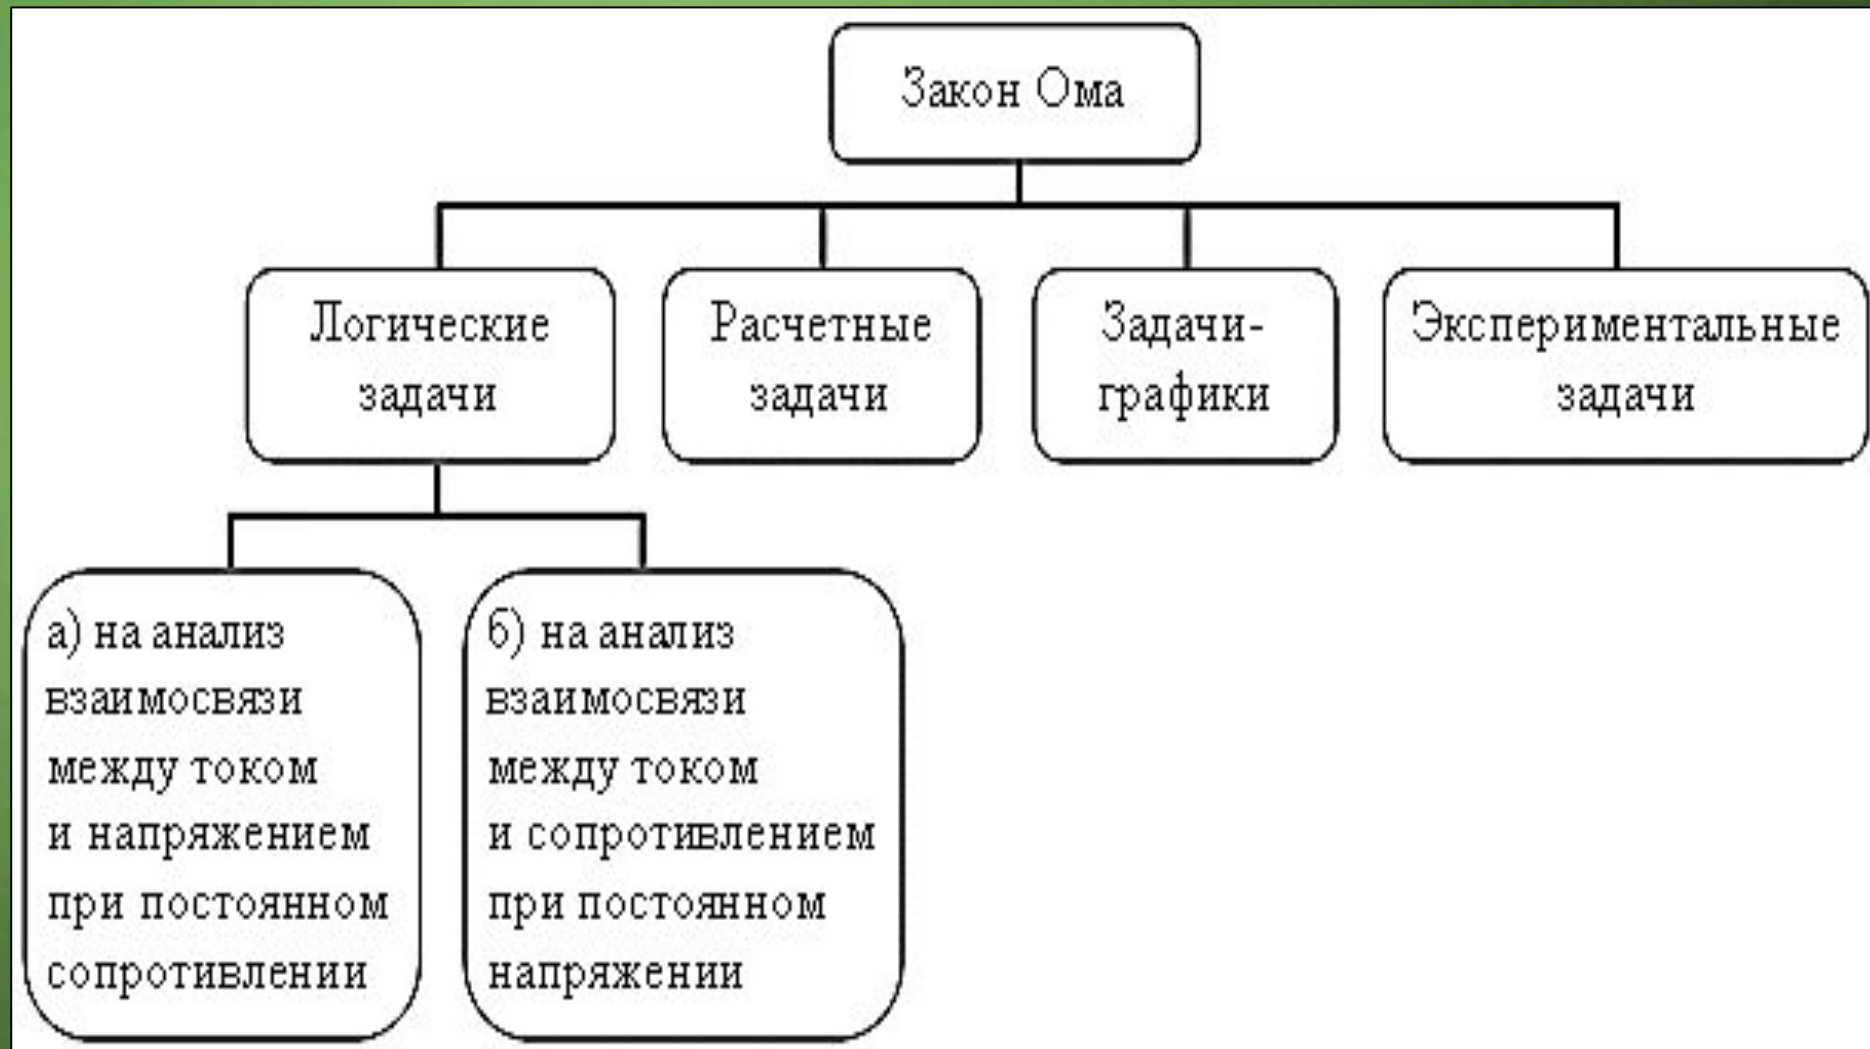 Закон Ома
Логические
задачи
Расчетные
задачи
Задачи-
графики
Экспериментальные
задачи
а) на анализ
взаимосвязи
между током
и напряжением
при постоянном
сопротивлении
б) на анализ
взаимосвязи
между током
и сопротивлением
при постоянном
напряжении